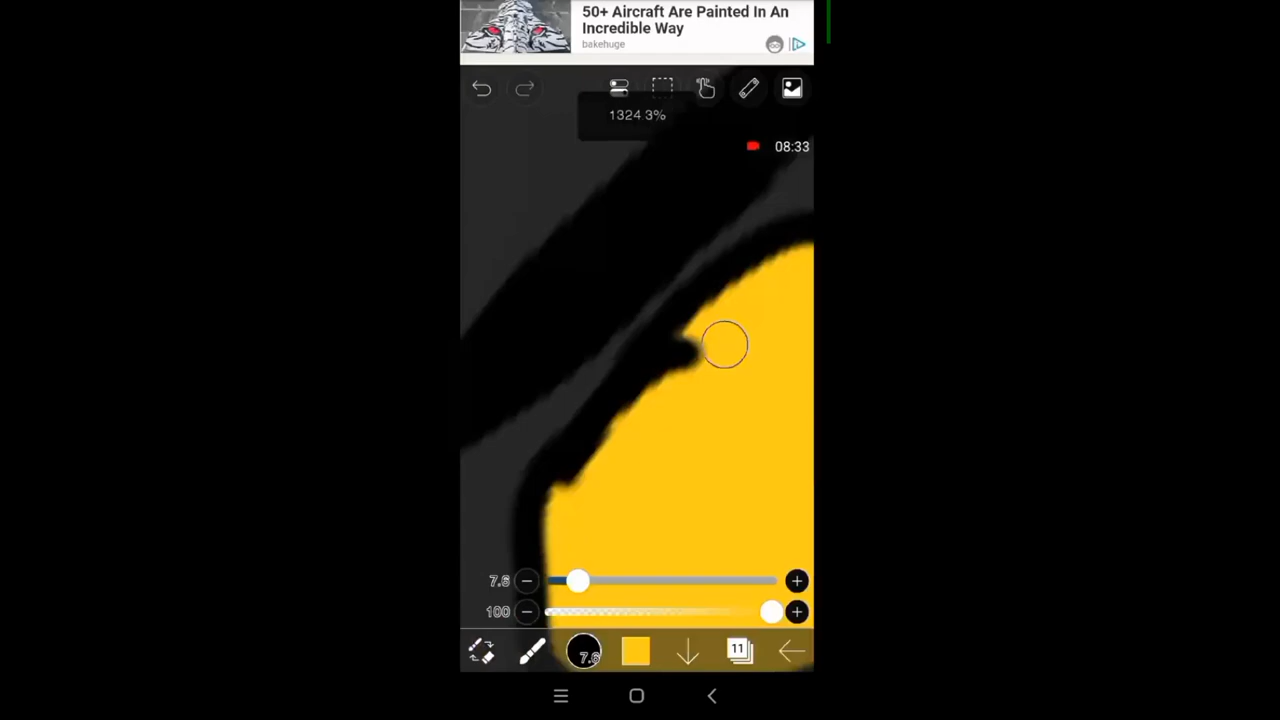 50+ Aircraft Are Painted In An
Incredible Way
bakehuge
1324 3%
08:33
7.6
100
7.6
11